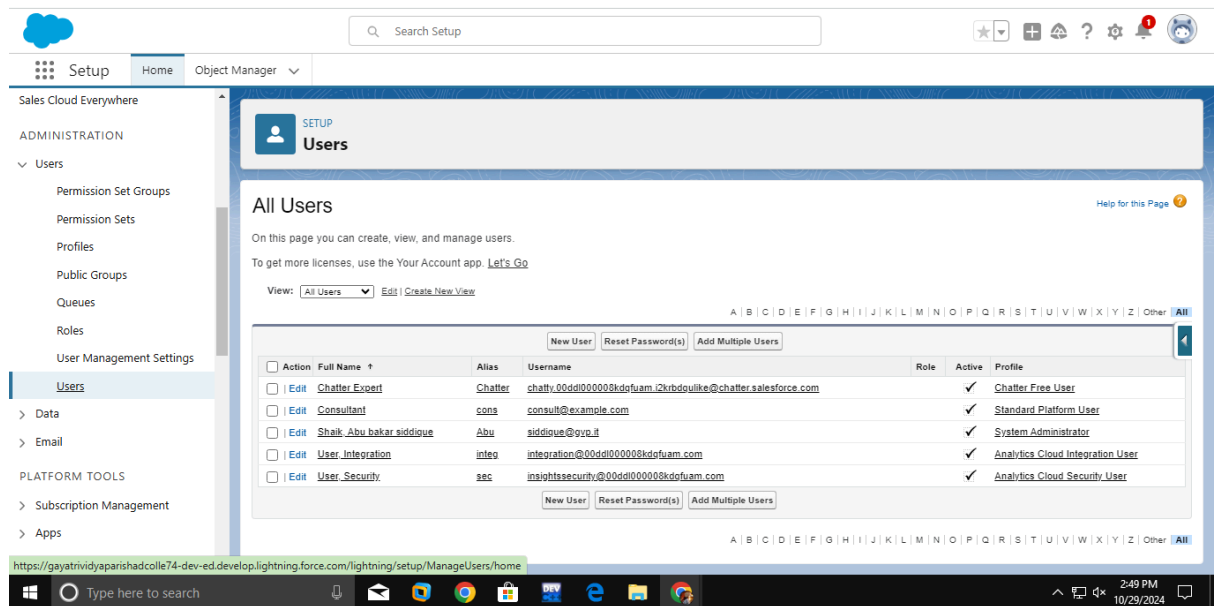 Search Setup
1
Setup Home Object Manager
Sales Cloud Everywhere
ADMINISTRATION
Users
Permission Set Groups
Permission Sets
Profiles
Public Groups
Queues
Roles
User Management Settings
Users
Data
Email
PLATFORM TOOLS
Subscription Management
Apps
SETUP
Users
All Users
Help for this Page
On this page you can create, view, and manage users.
To get more licenses, use the Your Account app. Let's Go
View: All Users Edit | Create New View
A | B | C | D | E | F | G | H | I | J | K | L | M | N | O | P | Q | R | S | T | U | V | W | X | Y | Z | Other All
New User Reset Password(s) Add Multiple Users
Action Full Name ↑ Alias Username Role Active Profile
| Edit Chatter Expert Chatter chatty.00ddl000008kdqfuam.i2krbdqulike@chatter.salesforce.com Chatter Free User
| Edit Consultant cons consult@example.com Standard Platform User
| Edit Shaik, Abu bakar siddique Abu siddique@gvp.it System Administrator
| Edit User, Integration integ integration@00ddl000008kdqfuam.com Analytics Cloud Integration User
| Edit User, Security sec insightssecurity@00ddl000008kdqfuam.com Analytics Cloud Security User
New User Reset Password(s) Add Multiple Users
A | B | C | D | E | F | G | H | I | J | K | L | M | N | O | P | Q | R | S | T | U | V | W | X | Y | Z | Other All
https://gayatrividyaparishadcolle74-dev-ed.develop.lightning.force.com/lightning/setup/ManageUsers/home
Type here to search
DEV
2:49 PM
10/29/2024